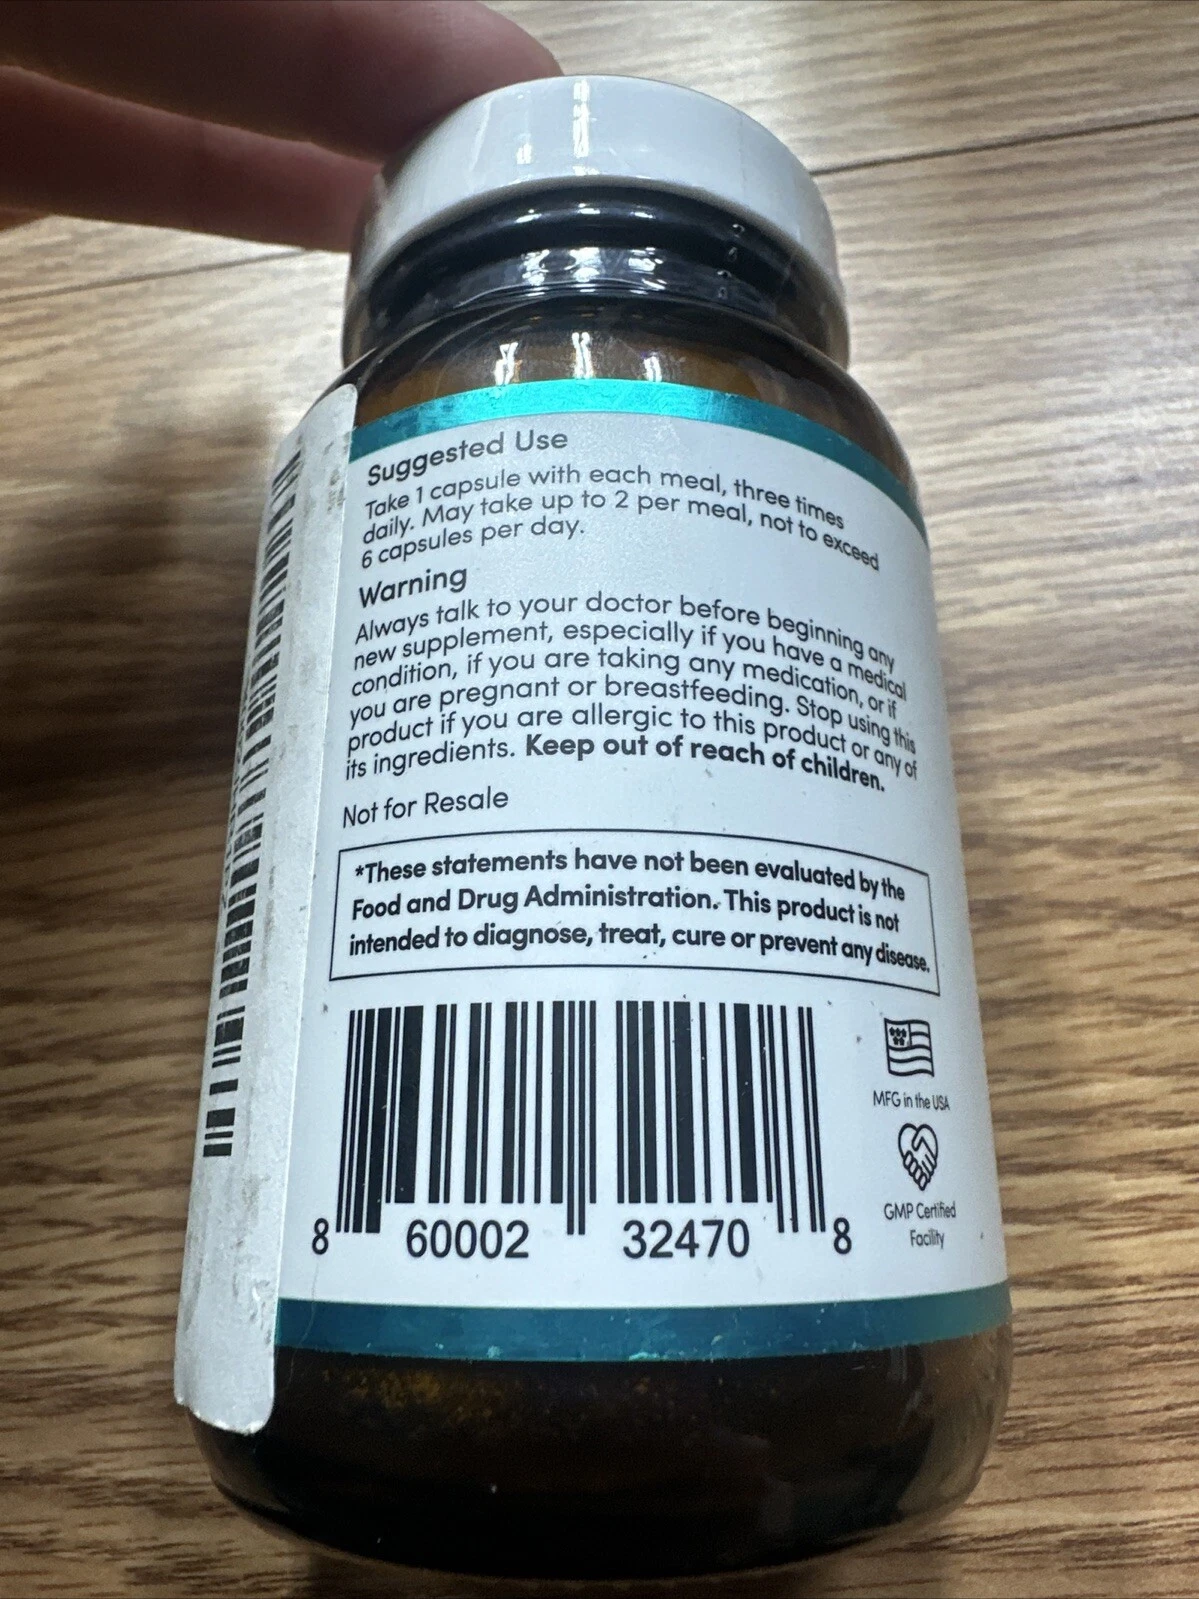 Suggested Use
Take 1 capsule with each meal, three times
daily. May take up to 2 per meal, not to exceed
6 capsules per day.
Warning
Always talk to your doctor before beginning any
new supplement, especially if you have a medical
condition, if you are taking any medication, or if
you are pregnant or breastfeeding. Stop using this
product if you are allergic to this product or any of
its ingredients. Keep out of reach of children.
Not for Resale
*These statements have not been evaluated by the
Food and Drug Administration. This product is not
intended to diagnose, treat, cure or prevent any disease.
8 60002 32470 8
MFG in the USA
GMP Certified
Facility